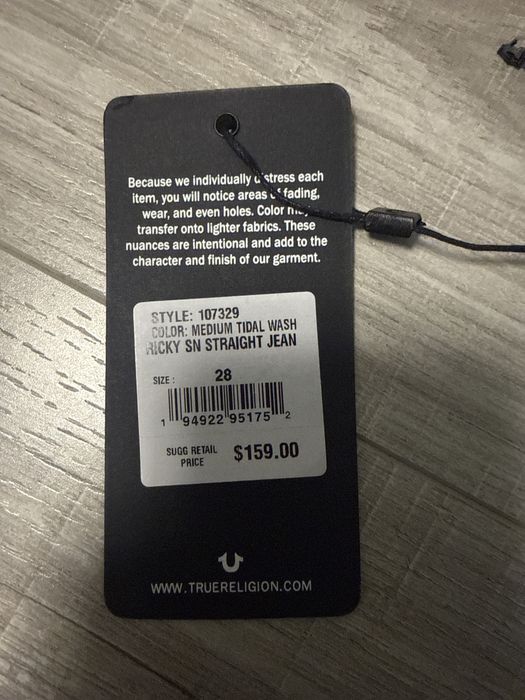 Because we individually distress each
item, you will notice areas of fading,
wear, and even holes. Color may
transfer onto lighter fabrics. These
nuances are intentional and add to the
character and finish of our garment.
STYLE: 107329
COLOR: MEDIUM TIDAL WASH
RICKY SN STRAIGHT JEAN
SIZE : 28
1 94922 95175 2
SUGG RETAIL
PRICE $159.00
WWW.TRUERELIGION.COM